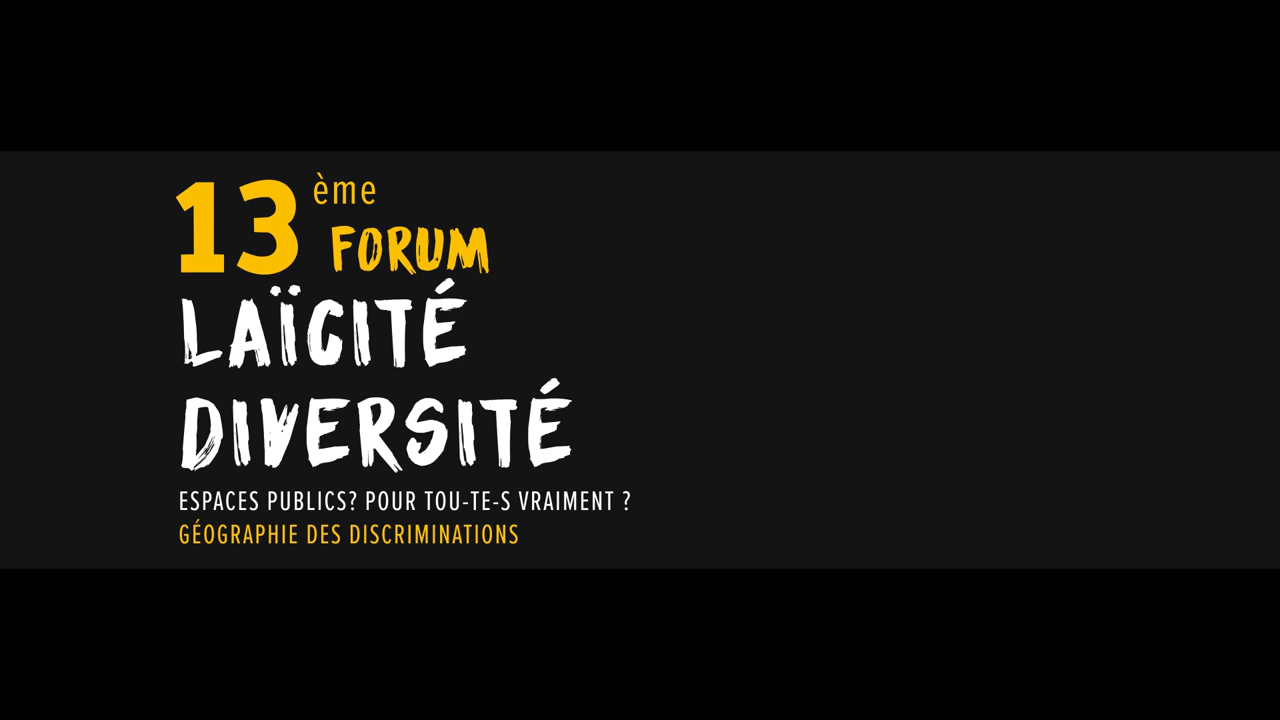 13ème FORUM
LAÏCITÉ
DIVERSITÉ
ESPACES PUBLICS? POUR TOU-TE-S VRAIMENT ?
GÉOGRAPHIE DES DISCRIMINATIONS